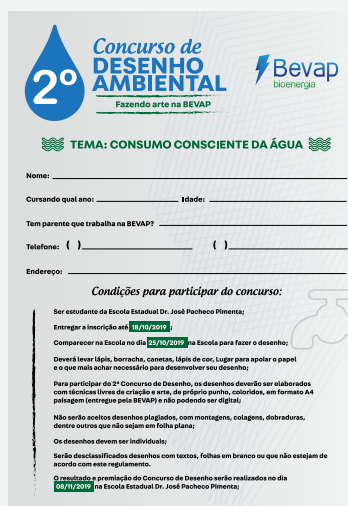 2º
Concurso de
DESENHO
AMBIENTAL
Fazendo arte na BEVAP
Bevap
bioenergia
TEMA: CONSUMO CONSCIENTE DA ÁGUA
Nome:
Cursando qual ano: Idade:
Tem parente que trabalha na BEVAP?
Telefone: ( ) ( )
Endereço:
Condições para participar do concurso:
Ser estudante da Escola Estadual Dr. José Pacheco Pimenta;
Entregar a inscrição até 18/10/2019;
Comparecer na Escola no dia 25/10/2019 na Escola para fazer o desenho;
Deverá levar lápis, borracha, canetas, lápis de cor, Lugar para apoiar o papel
e o que mais achar necessário para desenvolver seu desenho;
Para participar do 2º Concurso de Desenho, os desenhos deverão ser elaborados
com técnicas livres de criação e arte, de próprio punho, coloridos, em formato A4
paisagem (entregue pela BEVAP) e não podendo ser digital;
Não serão aceitos desenhos plagiados, com montagens, colagens, dobraduras,
dentre outros que não sejam em folha plana;
Os desenhos devem ser individuais;
Serão desclassificados desenhos com textos, folhas em branco ou que não estejam de
acordo com este regulamento.
O resultado e premiação do Concurso de Desenho serão realizados no dia
08/11/2019 na Escola Estadual Dr. José Pacheco Pimenta;